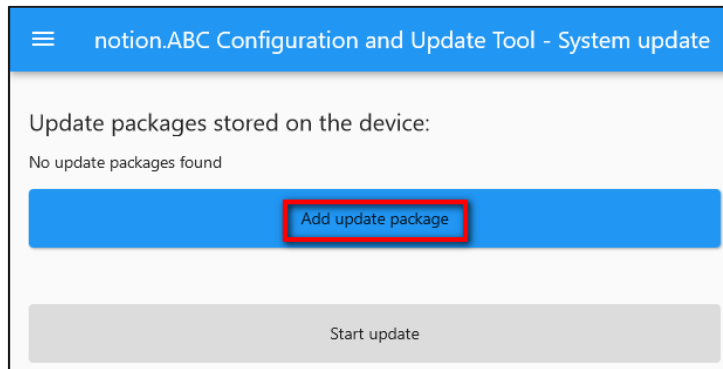 notion.ABC Configuration and Update Tool - System update
Update packages stored on the device:
No update packages found
Add update package
Start update